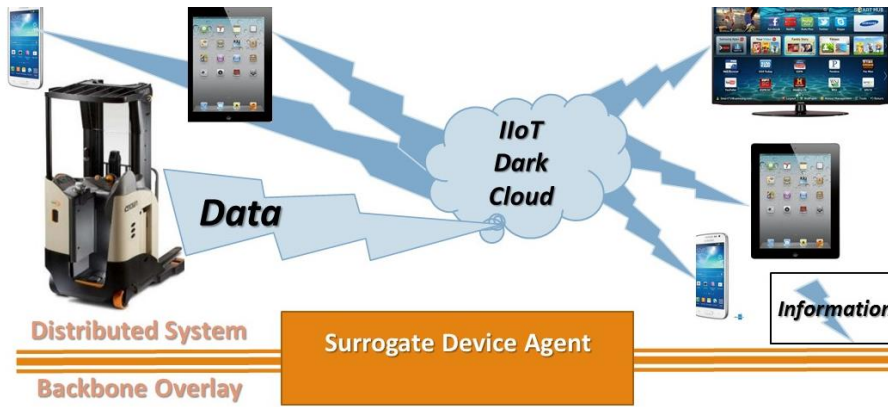 IIoT
Dark
Cloud
Data
Information
Distributed System
Surrogate Device Agent
Backbone Overlay